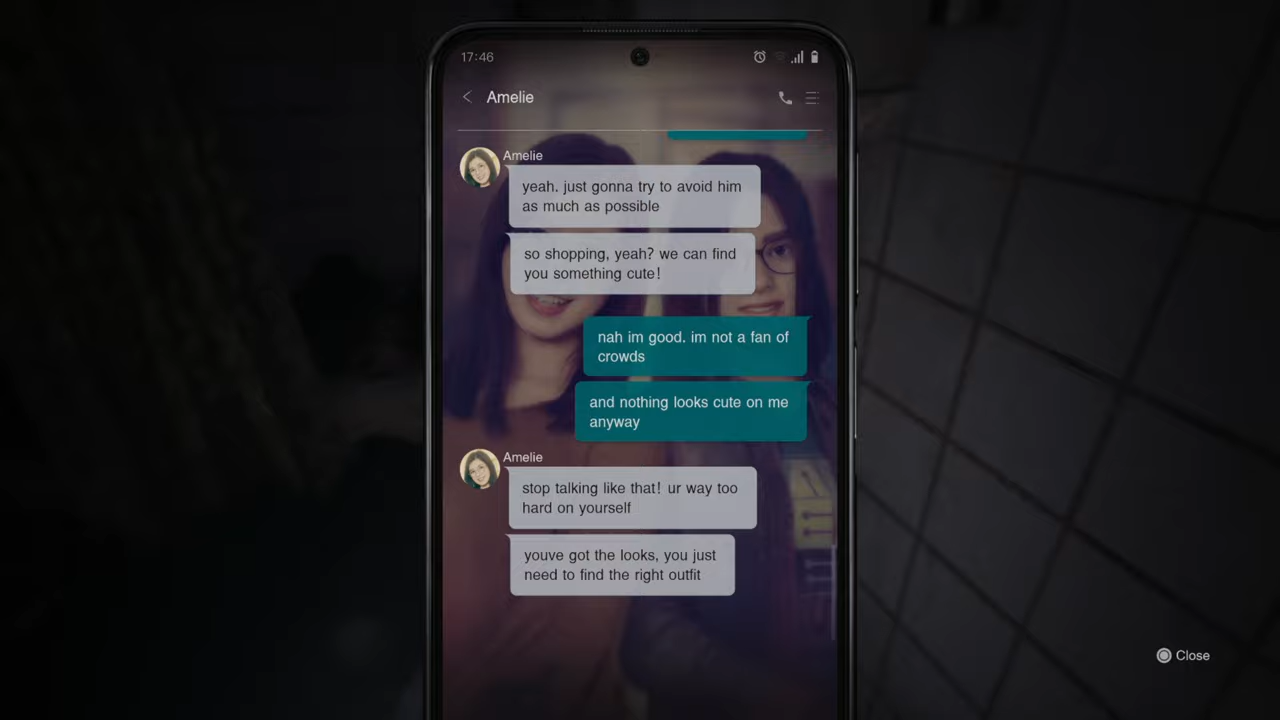 17:46
Amelie
Amelie
yeah. just gonna try to avoid him
as much as possible
so shopping, yeah? we can find
you something cute!
nah im good. im not a fan of
crowds
and nothing looks cute on me
anyway
Amelie
stop talking like that! ur way too
hard on yourself
youve got the looks, you just
need to find the right outfit
Close